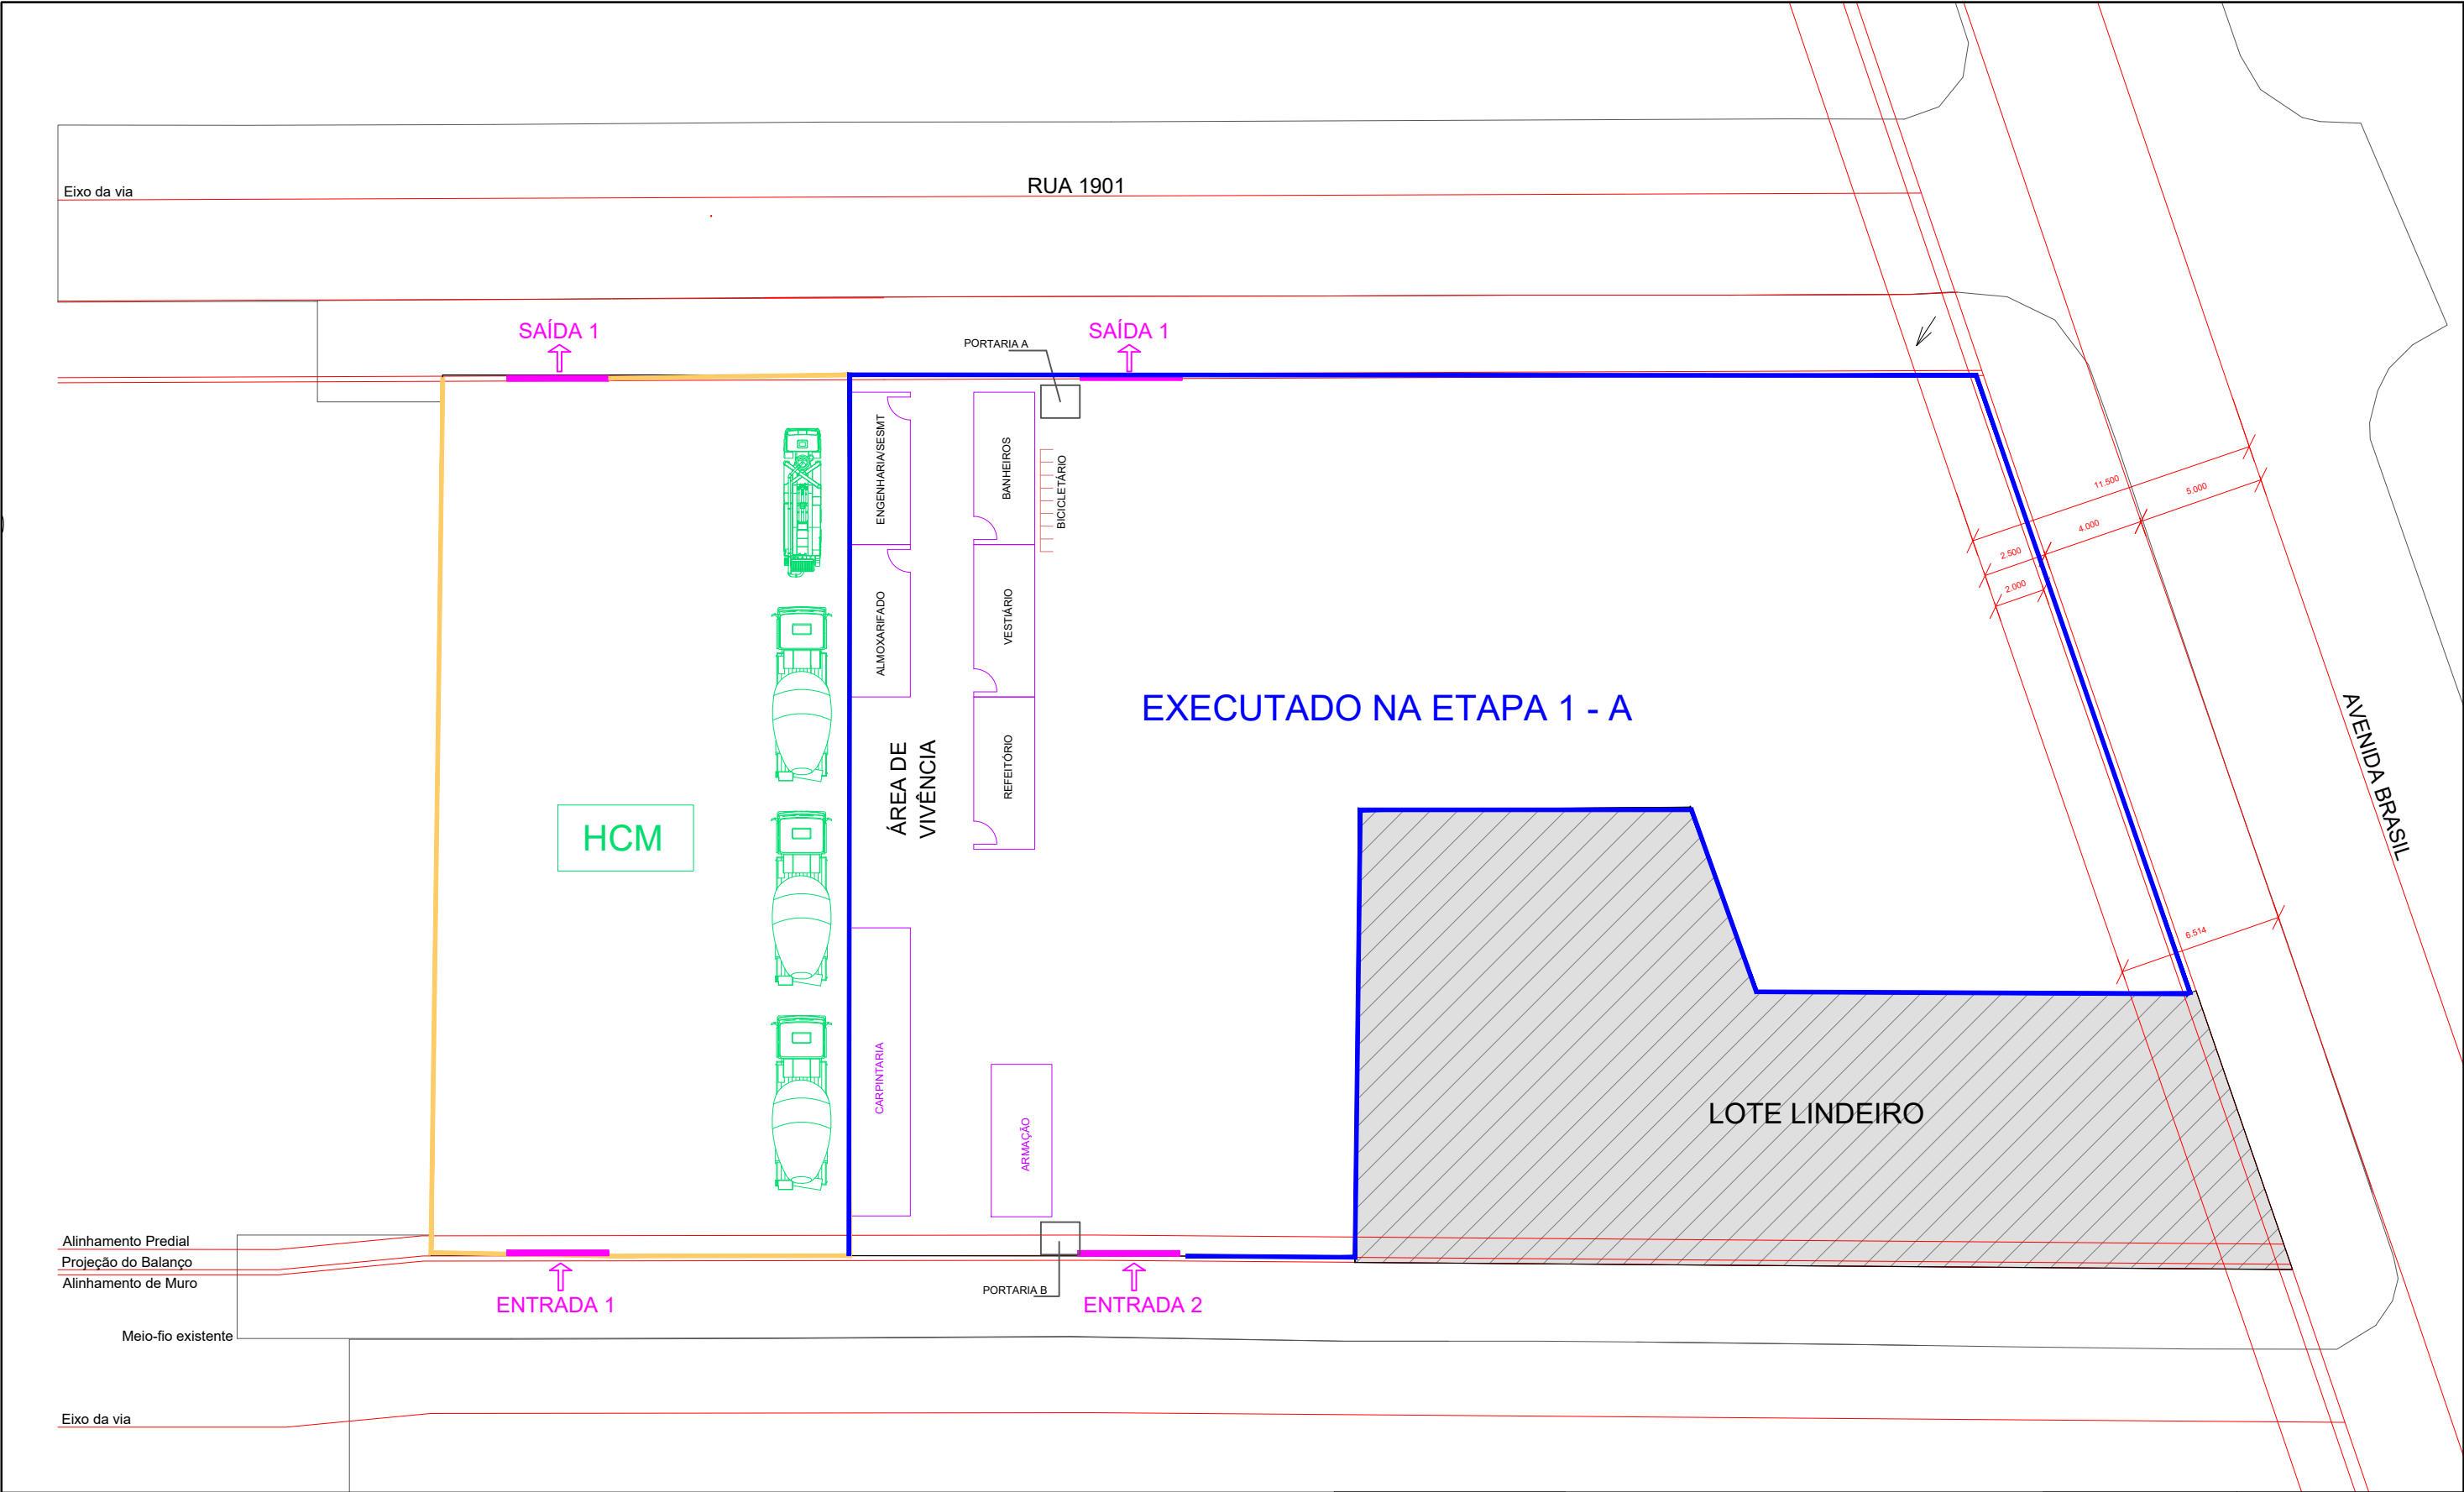 Eixo da via
RUA 1901
SAÍDA 1
SAÍDA 1
PORTARIA A
ENGENHARIA/SESMT
BANHEIROS
BICICLETÁRIO
11.500
5.000
4.000
2.500
2.000
ALMOXARIFADO
VESTIÁRIO
EXECUTADO NA ETAPA 1 - A
ÁREA DE
VIVÊNCIA
REFEITÓRIO
AVENIDA BRASIL
HCM
6.514
CARPINTARIA
ARMAÇÃO
LOTE LINDEIRO
Alinhamento Predial
Projeção do Balanço
Alinhamento de Muro
PORTARIA B
ENTRADA 1
ENTRADA 2
Meio-fio existente
Eixo da via